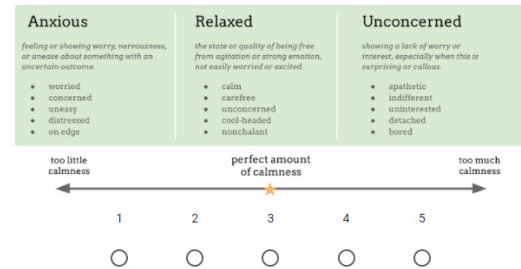 Anxious
feeling or showing worry, nervousness,
or unease about something with an
uncertain outcome.
worried
concerned
uneasy
distressed
on edge
Relaxed
the state or quality of being free
from agitation or strong emotion,
not easily worried or excited.
calm
carefree
unconcerned
cool-headed
nonchalant
Unconcerned
showing a lack of worry or
interest, especially when this is
surprising or callous.
apathetic
indifferent
uninterested
detached
bored
too little
calmness
perfect amount
of calmness
too much
calmness
1 2 3 4 5